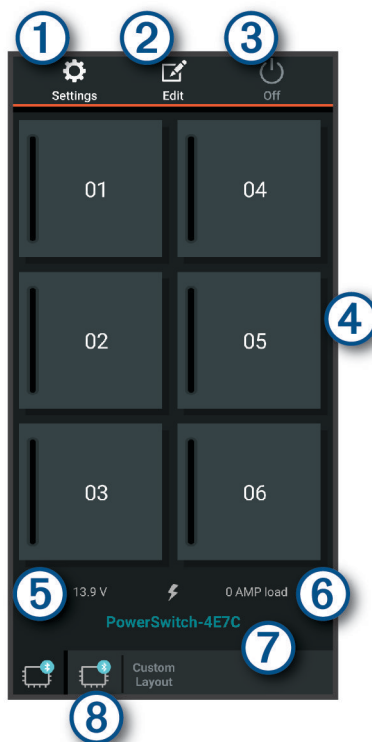 1 2 3
Settings Edit Off
01 04
4
02 05
03 06
5 13.9 V 0 AMP load 6
PowerSwitch-4E7C
7
Custom
Layout
8